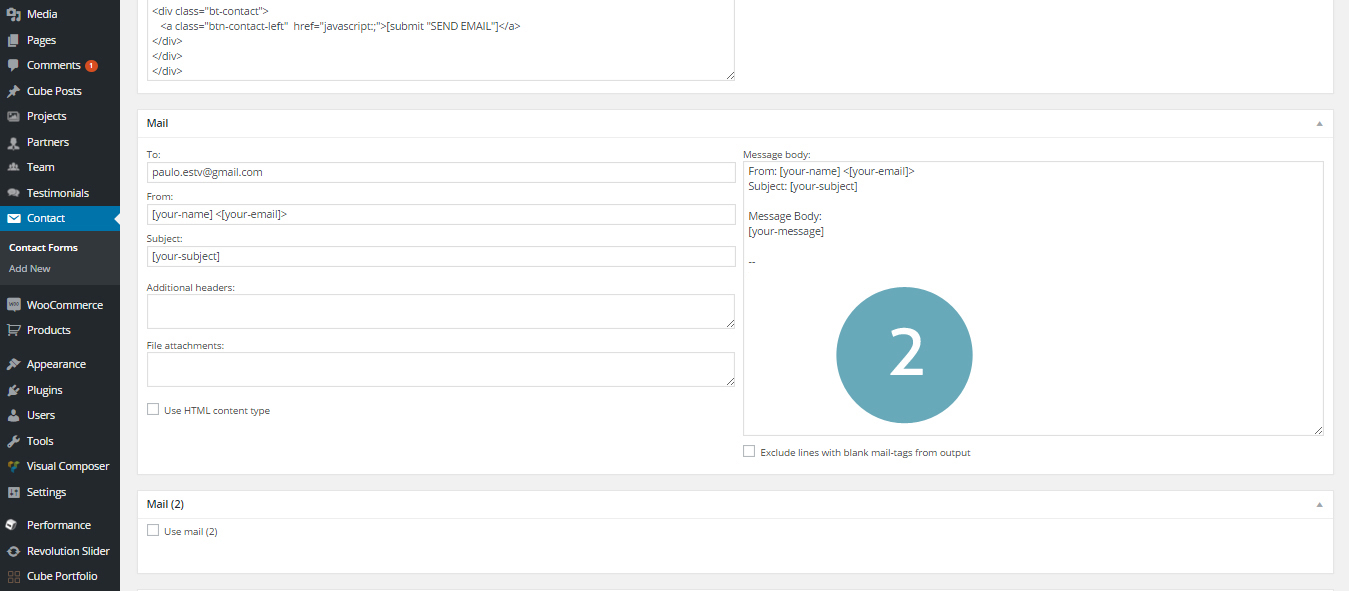 Media
Pages
Comments 1
Cube Posts
Projects
Partners
Team
Testimonials
Contact
Contact Forms
Add New
WooCommerce
Products
Appearance
Plugins
Users
Tools
Visual Composer
Settings
Performance
Revolution Slider
Cube Portfolio
<div class="bt-contact">
<a class="btn-contact-left"  href="javascript:;">[submit "SEND EMAIL"]</a>
</div>
</div>
</div>
Mail
To:
paulo.estv@gmail.com
From:
[your-name] <[your-email]>
Subject:
[your-subject]
Additional headers:
File attachments:
Use HTML content type
Message body:
From: [your-name] <[your-email]>
Subject: [your-subject]
Message Body:
[your-message]
--
2
Exclude lines with blank mail-tags from output
Mail (2)
Use mail (2)